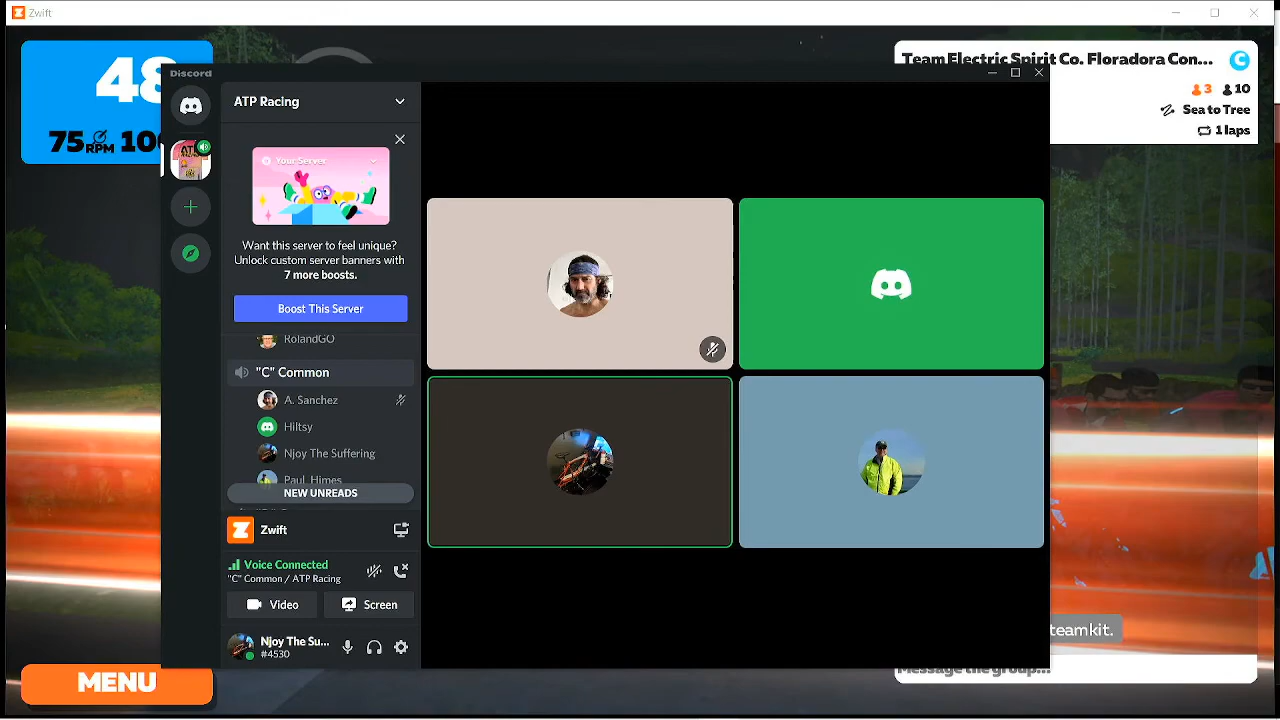 Zwift
48
75 RPM 100
Team Electric Spirit Co. Floradora Con...
C
3 10
Sea to Tree
1 laps
Discord
ATP Racing
Your Server
Want this server to feel unique?
Unlock custom server banners with
7 more boosts.
Boost This Server
RolandGO
"C" Common
A. Sanchez
Hiltsy
Njoy The Suffering
Paul Himes
NEW UNREADS
Zwift
Voice Connected
"C" Common / ATP Racing
Video
Screen
Njoy The Su...
#4530
teamkit.
Message the group...
MENU